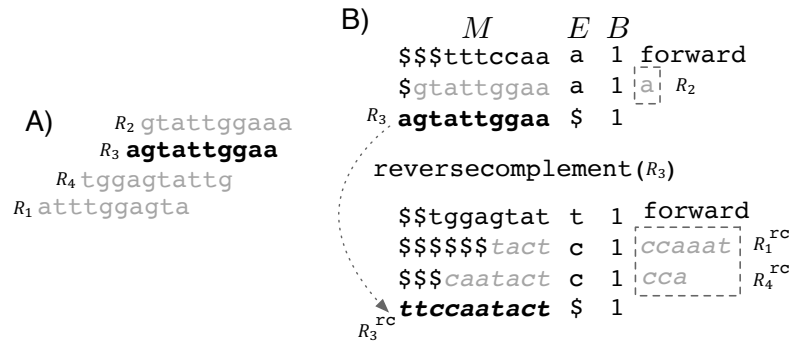 A)
R2 gtattggaaa
R3 agtattggaa
R4 tggagtattg
R1 atttggagta
B)
M E B
$$$tttccaa a 1 forward
$gtattggaa a 1 a R2
R3 agtattggaa $ 1
reversecomplement(R3)
$$tggagtat t 1 forward
$$$$$$tact c 1 ccaaat R1rc
$$$caatact c 1 cca R4rc
R3rc ttccaatact $ 1